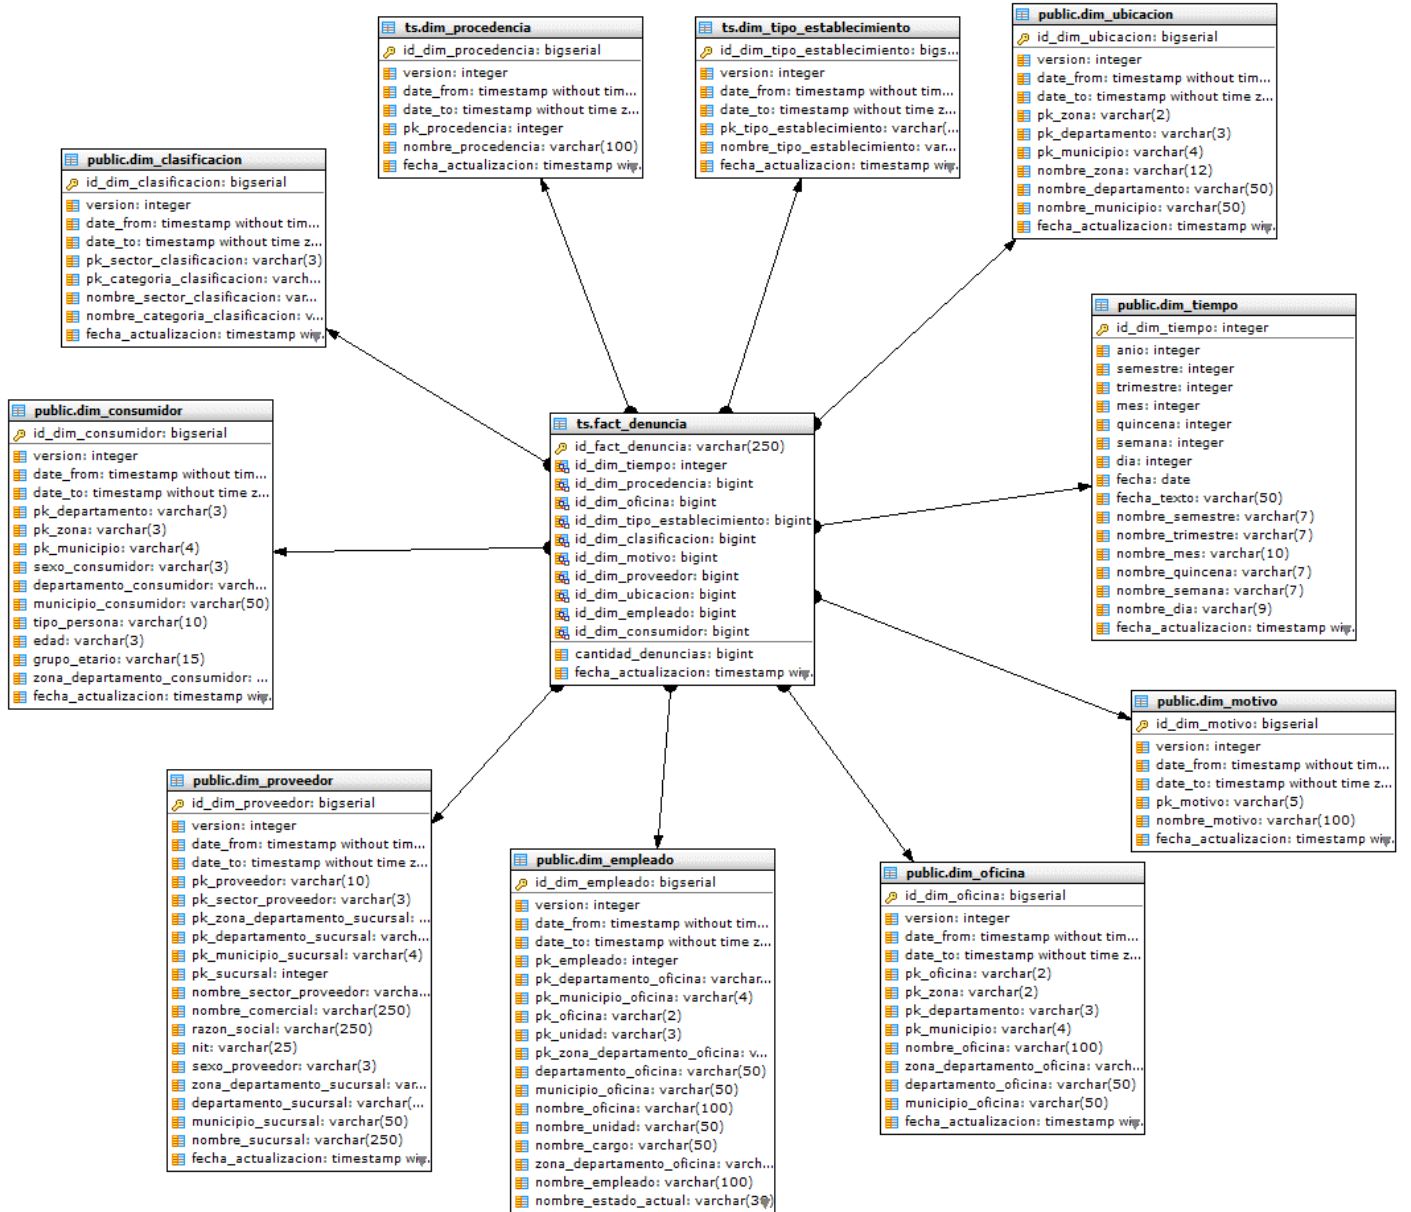 ts.dim_procedencia
id_dim_procedencia: bigserial
version: integer
date_from: timestamp without tim...
date_to: timestamp without time z...
pk_procedencia: integer
nombre_procedencia: varchar(100)
fecha_actualizacion: timestamp wi
ts.dim_tipo_establecimiento
id_dim_tipo_establecimiento: bigs...
version: integer
date_from: timestamp without tim...
date_to: timestamp without time z...
pk_tipo_establecimiento: varchar(...
nombre_tipo_establecimiento: var...
fecha_actualizacion: timestamp wi
public.dim_ubicacion
id_dim_ubicacion: bigserial
version: integer
date_from: timestamp without tim...
date_to: timestamp without time z...
pk_zona: varchar(2)
pk_departamento: varchar(3)
pk_municipio: varchar(4)
nombre_zona: varchar(12)
nombre_departamento: varchar(50)
nombre_municipio: varchar(50)
fecha_actualizacion: timestamp wi
public.dim_clasificacion
id_dim_clasificacion: bigserial
version: integer
date_from: timestamp without tim...
date_to: timestamp without time z...
pk_sector_clasificacion: varchar(3)
pk_categoria_clasificacion: varch...
nombre_sector_clasificacion: var...
nombre_categoria_clasificacion: v...
fecha_actualizacion: timestamp wi
public.dim_tiempo
id_dim_tiempo: integer
anio: integer
semestre: integer
trimestre: integer
mes: integer
quincena: integer
semana: integer
dia: integer
fecha: date
fecha_texto: varchar(50)
nombre_semestre: varchar(7)
nombre_trimestre: varchar(7)
nombre_mes: varchar(10)
nombre_quincena: varchar(7)
nombre_semana: varchar(7)
nombre_dia: varchar(9)
fecha_actualizacion: timestamp wi
public.dim_consumidor
id_dim_consumidor: bigserial
version: integer
date_from: timestamp without tim...
date_to: timestamp without time z...
pk_departamento: varchar(3)
pk_zona: varchar(3)
pk_municipio: varchar(4)
sexo_consumidor: varchar(3)
departamento_consumidor: varch...
municipio_consumidor: varchar(50)
tipo_persona: varchar(10)
edad: varchar(3)
grupo_etario: varchar(15)
zona_departamento_consumidor: ...
fecha_actualizacion: timestamp wi
ts.fact_denuncia
id_fact_denuncia: varchar(250)
id_dim_tiempo: integer
id_dim_procedencia: bigint
id_dim_oficina: bigint
id_dim_tipo_establecimiento: bigint
id_dim_clasificacion: bigint
id_dim_motivo: bigint
id_dim_proveedor: bigint
id_dim_ubicacion: bigint
id_dim_empleado: bigint
id_dim_consumidor: bigint
cantidad_denuncias: bigint
fecha_actualizacion: timestamp wi
public.dim_motivo
id_dim_motivo: bigserial
version: integer
date_from: timestamp without tim...
date_to: timestamp without time z...
pk_motivo: varchar(5)
nombre_motivo: varchar(100)
fecha_actualizacion: timestamp wi
public.dim_proveedor
id_dim_proveedor: bigserial
version: integer
date_from: timestamp without tim...
date_to: timestamp without time z...
pk_proveedor: varchar(10)
pk_sector_proveedor: varchar(3)
pk_zona_departamento_sucursal: ...
pk_departamento_sucursal: varch...
pk_municipio_sucursal: varchar(4)
pk_sucursal: integer
nombre_sector_proveedor: varcha...
nombre_comercial: varchar(250)
razon_social: varchar(250)
nit: varchar(25)
sexo_proveedor: varchar(3)
zona_departamento_sucursal: var...
departamento_sucursal: varchar(...
municipio_sucursal: varchar(50)
nombre_sucursal: varchar(250)
fecha_actualizacion: timestamp wi
public.dim_empleado
id_dim_empleado: bigserial
version: integer
date_from: timestamp without tim...
date_to: timestamp without time z...
pk_empleado: integer
pk_departamento_oficina: varchar...
pk_municipio_oficina: varchar(4)
pk_oficina: varchar(2)
pk_unidad: varchar(3)
pk_zona_departamento_oficina: v...
departamento_oficina: varchar(50)
municipio_oficina: varchar(50)
nombre_oficina: varchar(100)
nombre_unidad: varchar(50)
nombre_cargo: varchar(50)
zona_departamento_oficina: varch...
nombre_empleado: varchar(100)
nombre_estado_actual: varchar(30)
public.dim_oficina
id_dim_oficina: bigserial
version: integer
date_from: timestamp without tim...
date_to: timestamp without time z...
pk_oficina: varchar(2)
pk_zona: varchar(2)
pk_departamento: varchar(3)
pk_municipio: varchar(4)
nombre_oficina: varchar(100)
zona_departamento_oficina: varch...
departamento_oficina: varchar(50)
municipio_oficina: varchar(50)
fecha_actualizacion: timestamp wi